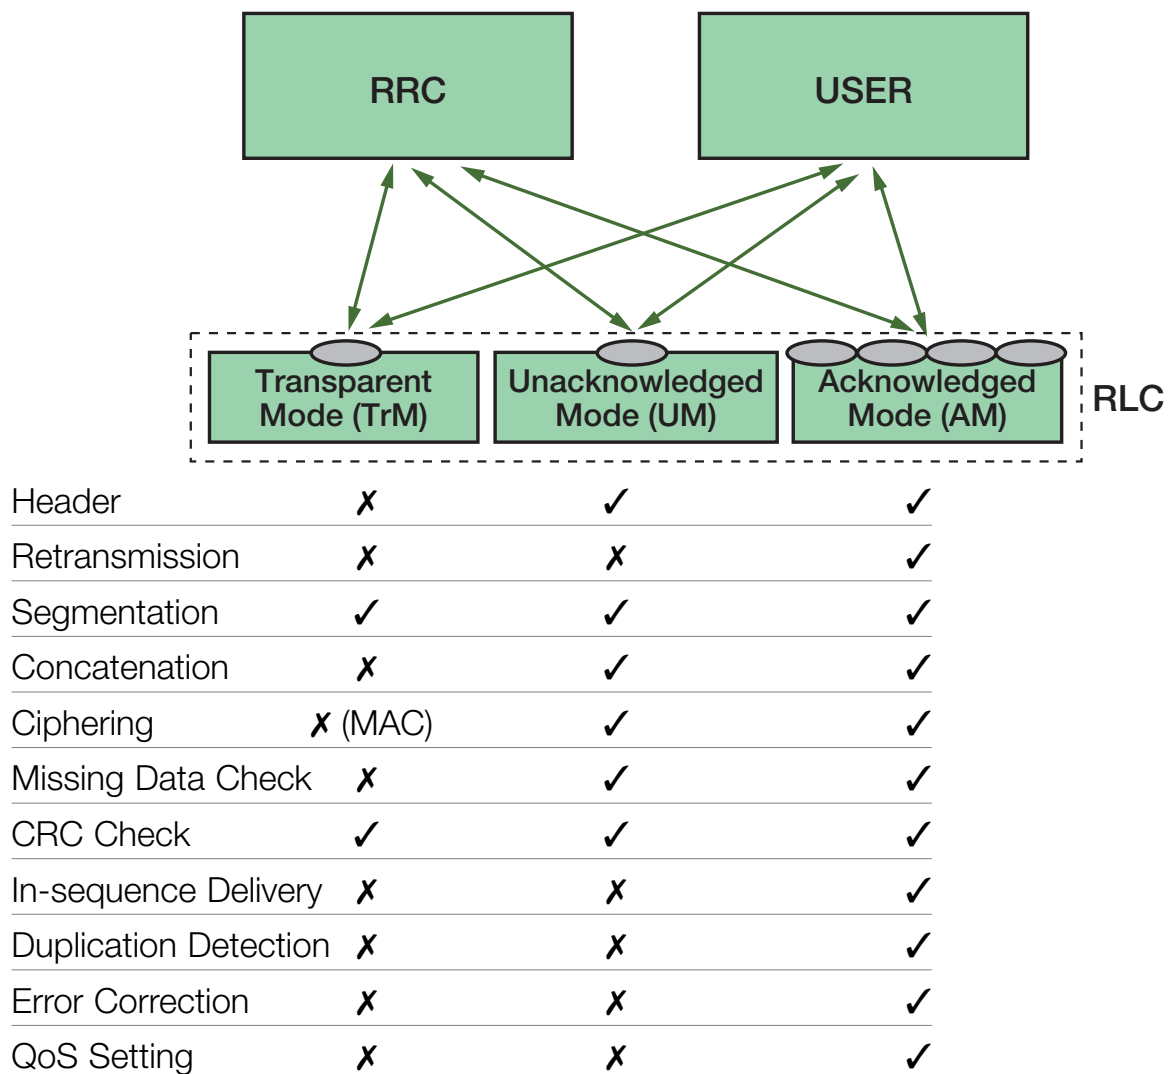 RRC
USER
Transparent
Mode (TrM)
Unacknowledged
Mode (UM)
Acknowledged
Mode (AM)
RLC
Header ✗ ✓ ✓
Retransmission ✗ ✗ ✓
Segmentation ✓ ✓ ✓
Concatenation ✗ ✓ ✓
Ciphering ✗ (MAC) ✓ ✓
Missing Data Check ✗ ✓ ✓
CRC Check ✓ ✓ ✓
In-sequence Delivery ✗ ✗ ✓
Duplication Detection ✗ ✗ ✓
Error Correction ✗ ✗ ✓
QoS Setting ✗ ✗ ✓